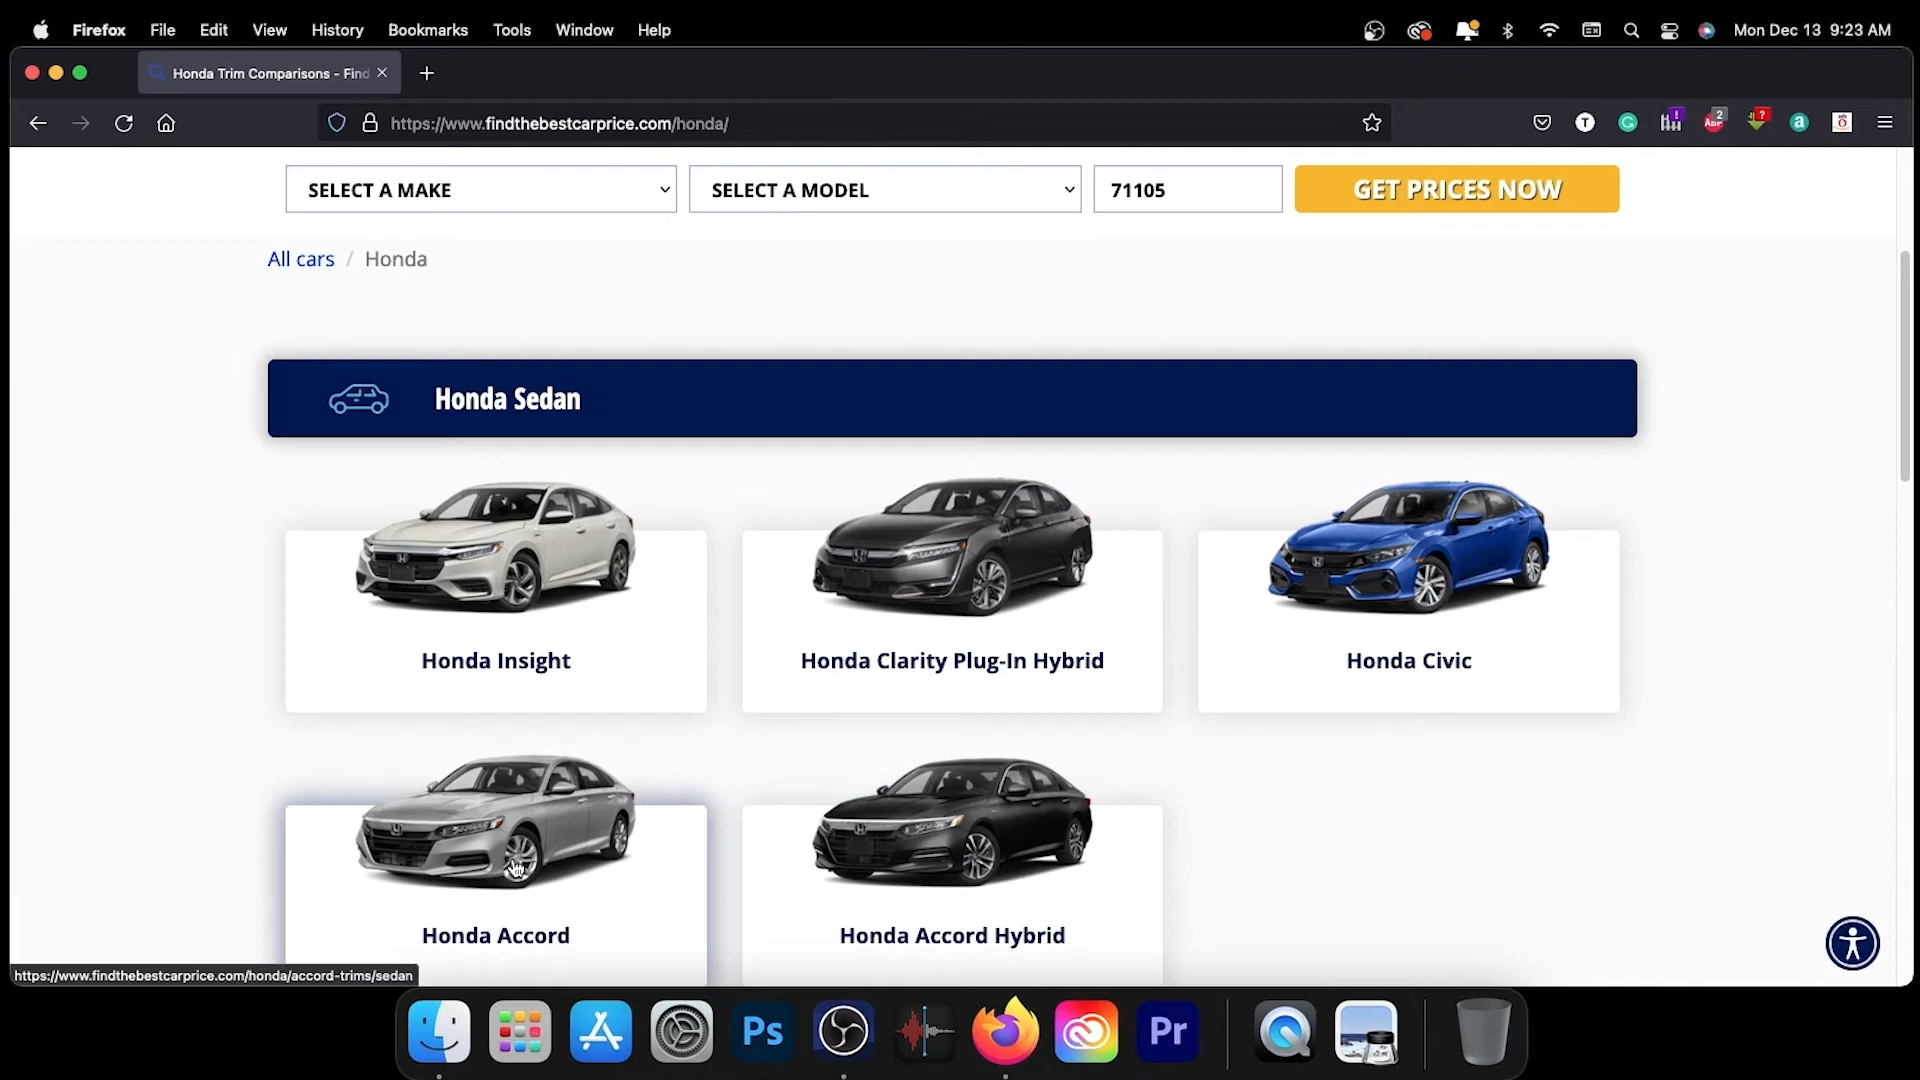 Firefox File Edit View History Bookmarks Tools Window Help Mon Dec 13 9:23 AM
Honda Trim Comparisons - Find
https://www.findthebestcarprice.com/honda/
SELECT A MAKE SELECT A MODEL 71105 GET PRICES NOW
All cars / Honda
Honda Sedan
Honda Insight Honda Clarity Plug-In Hybrid Honda Civic
Honda Accord Honda Accord Hybrid
https://www.findthebestcarprice.com/honda/accord-trims/sedan
Ps Pr